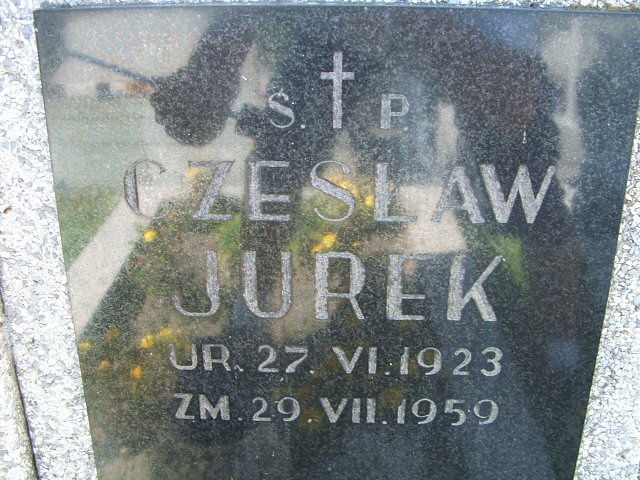 S. P.
CZESŁAW
JUREK
UR. 27. VI. 1923
ZM. 29. VII. 1959